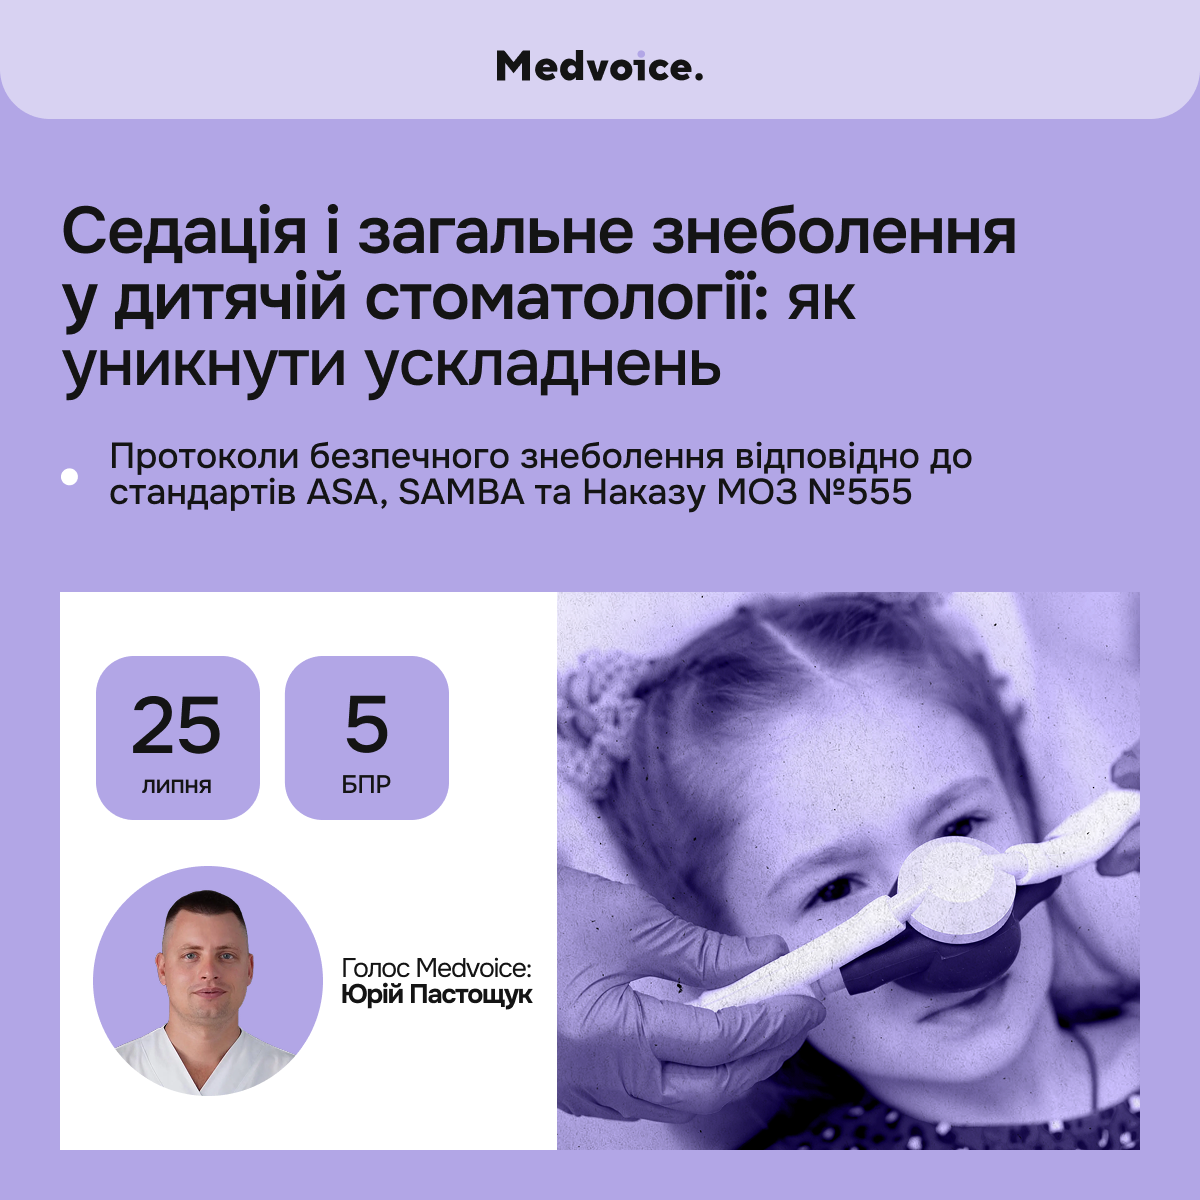 Medvoice.
Седація і загальне знеболення
у дитячій стоматології: як
уникнути ускладнень
Протоколи безпечного знеболення відповідно до
стандартів ASA, SAMBA та Наказу МОЗ №555
25
липня
5
БПР
Голос Medvoice:
Юрій Пастощук